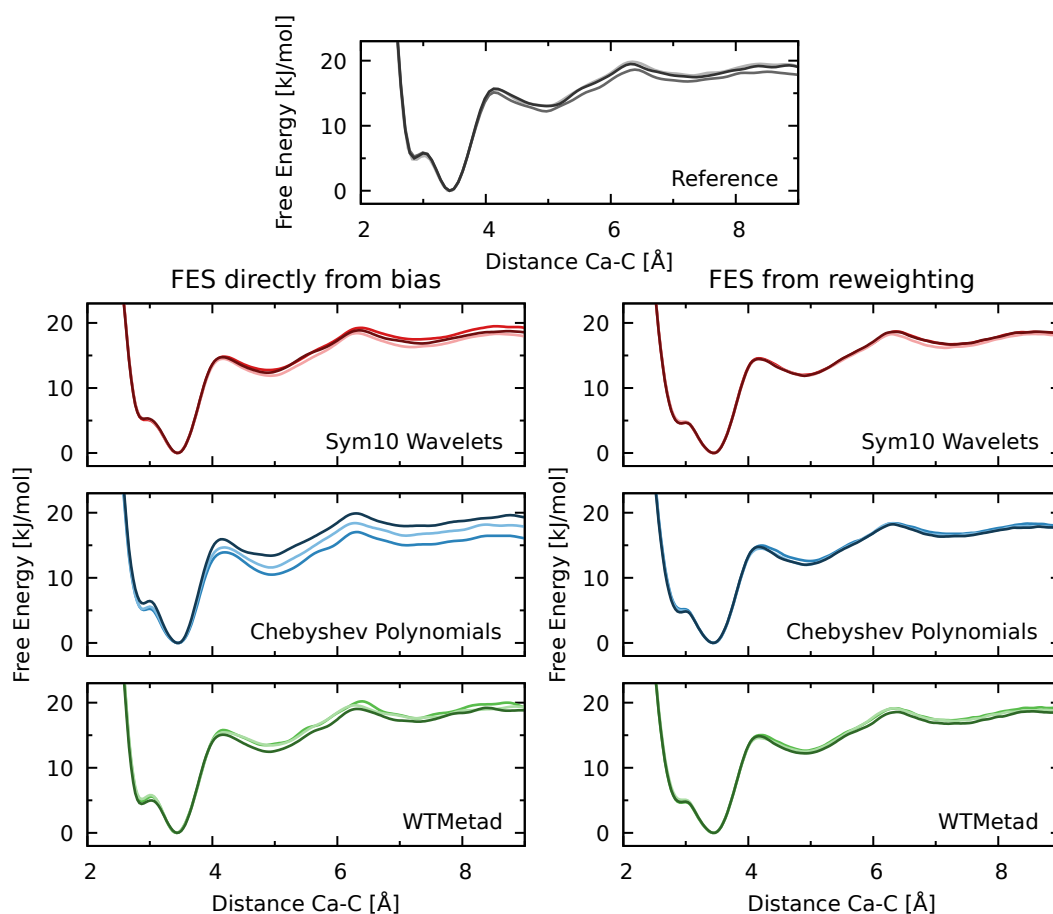 Free Energy [kJ/mol]
20
10
0
Reference
2
4
6
8
Distance Ca-C [Å]
FES directly from bias
FES from reweighting
20
10
0
Sym10 Wavelets
20
10
0
Sym10 Wavelets
Free Energy [kJ/mol]
20
10
0
Chebyshev Polynomials
Free Energy [kJ/mol]
20
10
0
Chebyshev Polynomials
20
10
0
WTMetad
2
4
6
8
Distance Ca-C [Å]
20
10
0
WTMetad
2
4
6
8
Distance Ca-C [Å]